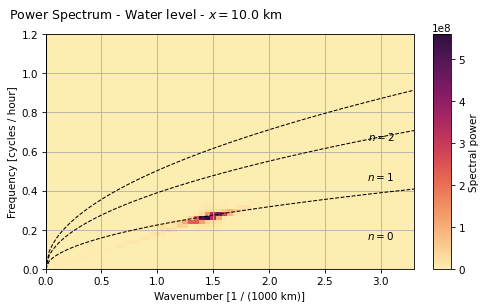 Power Spectrum - Water level - x = 10.0 km
1e8
1.2
1.0
0.8
0.6
0.4
0.2
0.0
Frequency [cycles / hour]
n = 2
n = 1
n = 0
0.0 0.5 1.0 1.5 2.0 2.5 3.0
Wavenumber [1 / (1000 km)]
5
4
3
2
1
0
Spectral power